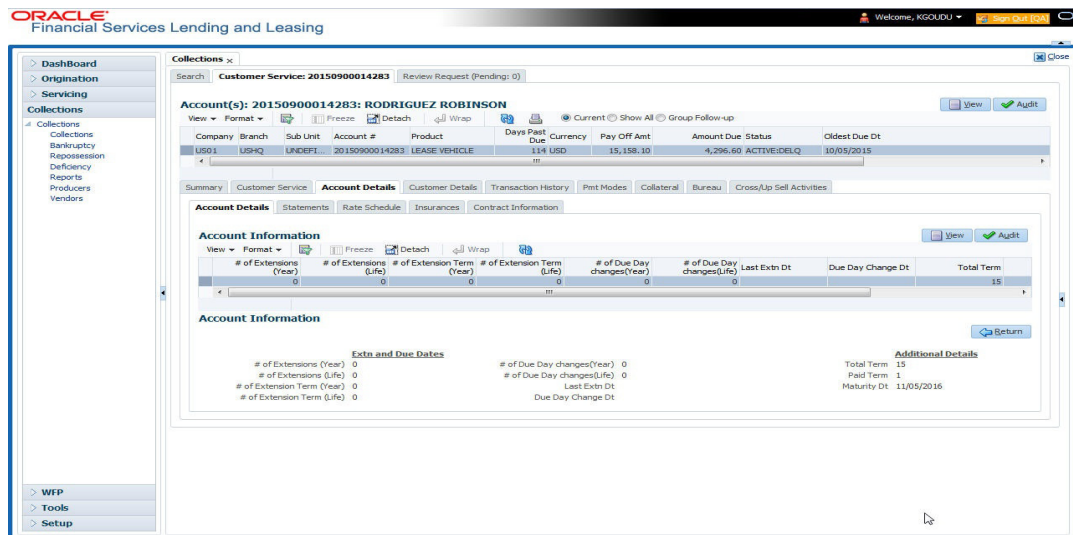 ORACLE®
Financial Services Lending and Leasing
Welcome, KGOUDU
Sign Out [QA]
Close
DashBoard
Origination
Servicing
Collections
Collections
Collections
Bankruptcy
Repossession
Deficiency
Reports
Producers
Vendors
WFP
Tools
Setup
Collections x
Search Customer Service: 20150900014283 Review Request (Pending: 0)
Account(s): 20150900014283: RODRIGUEZ ROBINSON
View Audit
View Format Freeze Detach Wrap Current Show All Group Follow-up
Company Branch Sub Unit Account # Product Days Past Due Currency Pay Off Amt Amount Due Status Oldest Due Dt
US01 USHQ UNDEFI... 20150900014283 LEASE VEHICLE 114 USD 15,158.10 4,296.60 ACTIVE:DELQ 10/05/2015
Summary Customer Service Account Details Customer Details Transaction History Pmt Modes Collateral Bureau Cross/Up Sell Activities
Account Details Statements Rate Schedule Insurances Contract Information
Account Information
View Audit
View Format Freeze Detach Wrap
# of Extensions (Year) # of Extensions (Life) # of Extension Term (Year) # of Extension Term (Life) # of Due Day changes(Year) # of Due Day changes(Life) Last Extn Dt Due Day Change Dt Total Term
0 0 0 0 0 0 15
Account Information
Return
Extn and Due Dates Additional Details
# of Extensions (Year) 0 # of Due Day changes(Year) 0 Total Term 15
# of Extensions (Life) 0 # of Due Day changes(Life) 0 Paid Term 1
# of Extension Term (Year) 0 Last Extn Dt Maturity Dt 11/05/2016
# of Extension Term (Life) 0 Due Day Change Dt